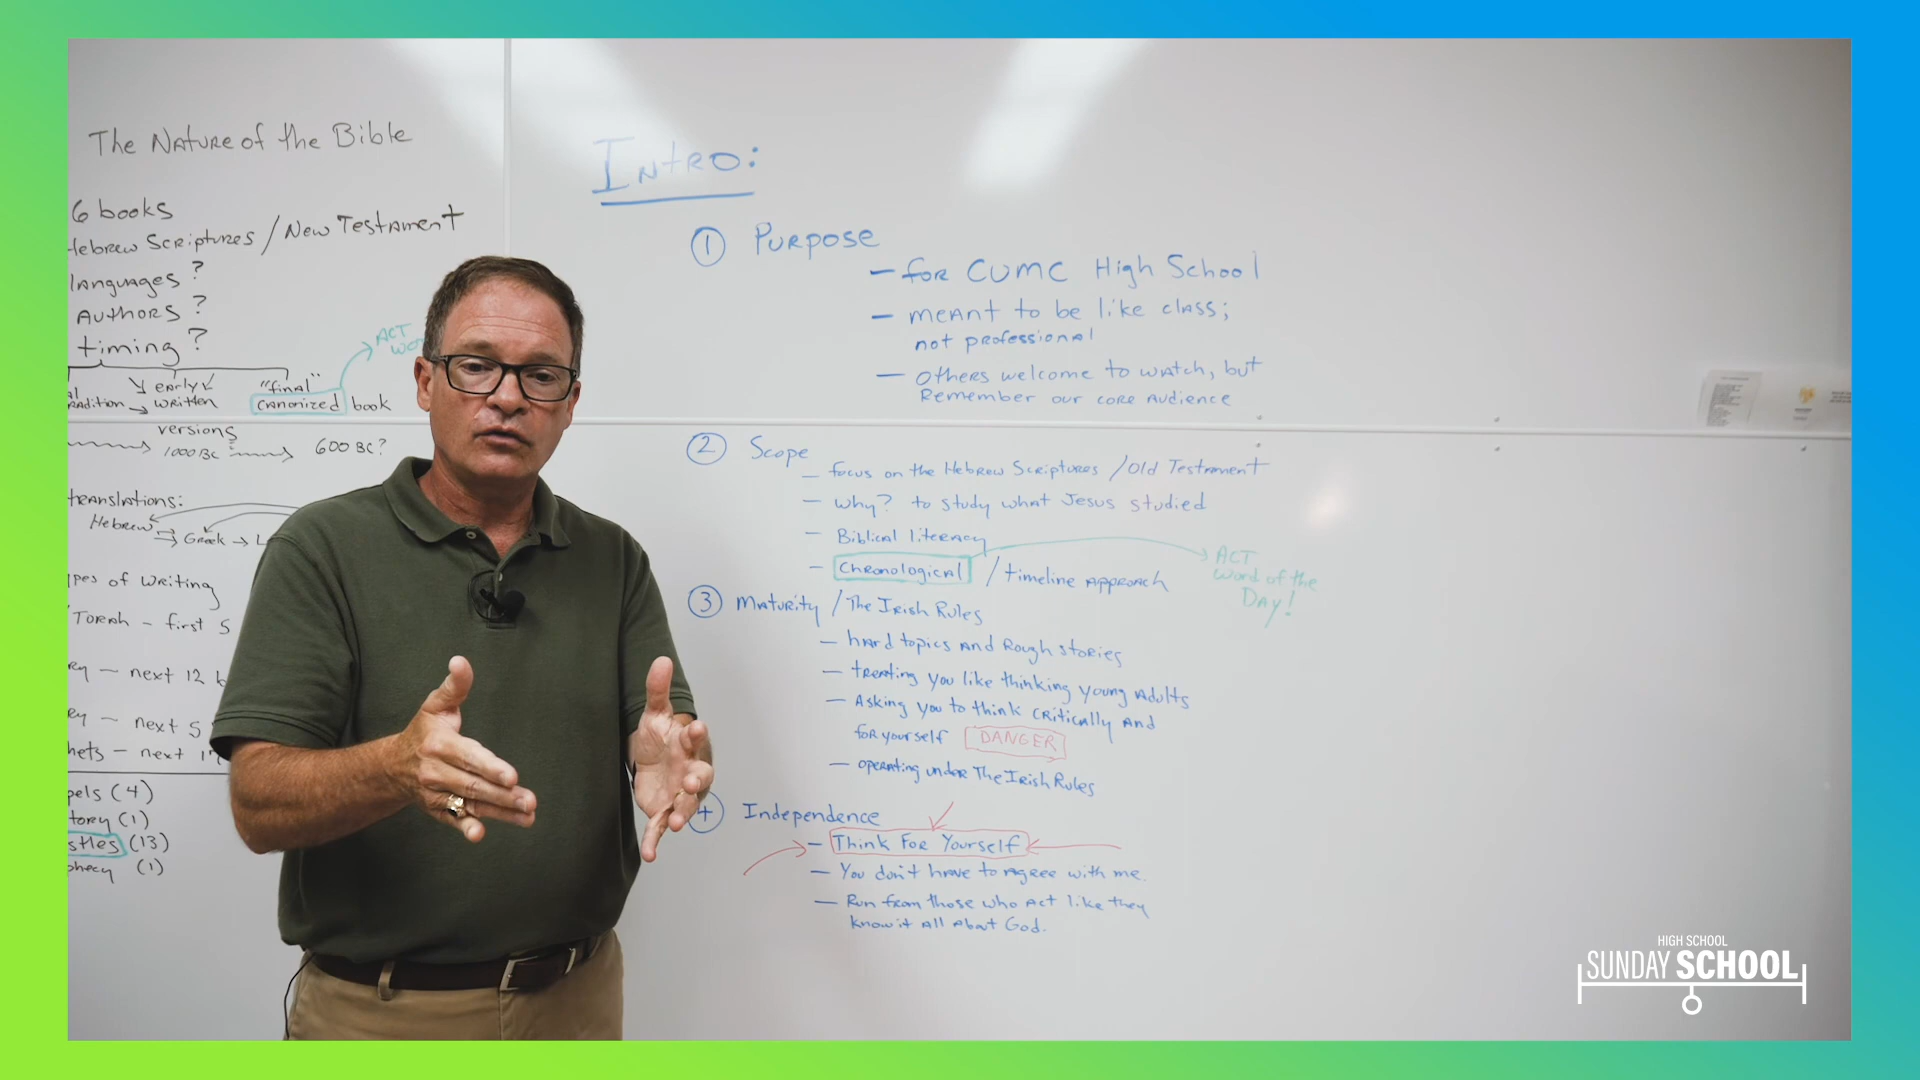 The Nature of the Bible
6 books
Hebrew Scriptures / New Testament
languages?
Authors?
timing?
ACT
early
"final"
written
canonized book
versions
1000 BC
600 BC?
translations:
Hebrew
Greek → L
of writing
Torah – first 5
— next 12
— next 5
— next
(4)
(1)
(13)
(1)
Intro:
① Purpose
– for CUMC High School
– meant to be like class;
not professional
– others welcome to watch, but
Remember our core audience
② Scope
– focus on the Hebrew Scriptures / Old Testament
– why? to study what Jesus studied
– Biblical literacy
– Chronological / timeline approach
ACT
word of the
Day!
③ Maturity / The Irish Rules
– hard topics and Rough stories
– treating you like thinking young adults
– Asking you to think critically and
for yourself DANGER
– operating under The Irish Rules
4 Independence
– Think For Yourself
– You don't have to agree with me.
– Run from those who act like they
know it all about God.
HIGH SCHOOL
SUNDAY SCHOOL